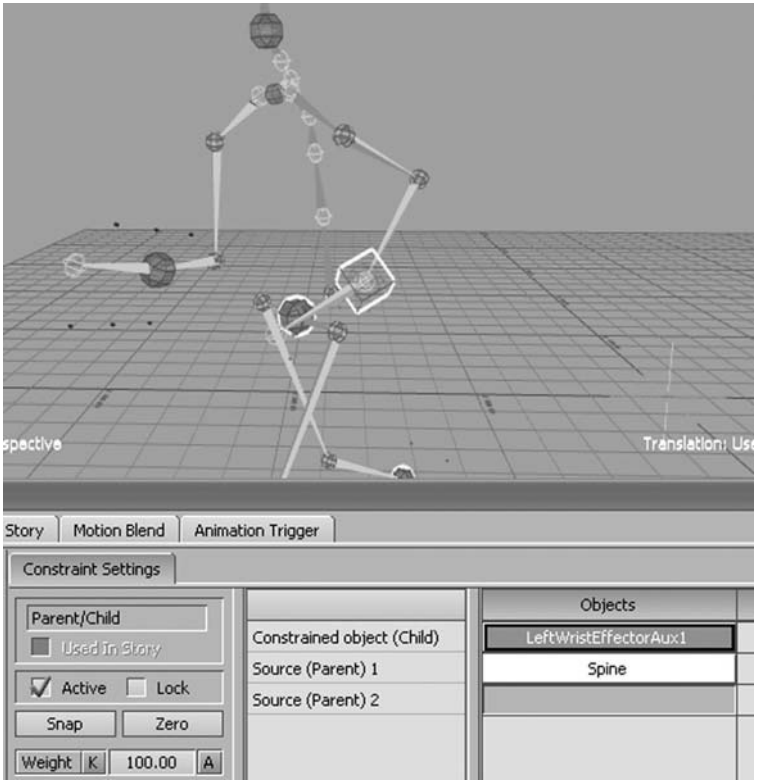 spective
Translation: Use
Story Motion Blend Animation Trigger
Constraint Settings
Parent/Child
Used In Story
Active Lock
Snap Zero
Weight K 100.00 A
Objects
Constrained object (Child) LeftWristEffectorAux1
Source (Parent) 1 Spine
Source (Parent) 2